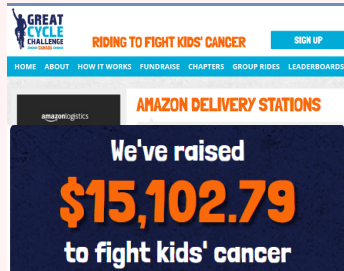 GREAT
CYCLE
CHALLENGE
CANADA
RIDING TO FIGHT KIDS' CANCER
SIGN UP
HOME ABOUT HOW IT WORKS FUNDRAISE CHAPTERS GROUP RIDES LEADERBOARDS
AMAZON DELIVERY STATIONS
amazonlogistics
We've raised
$15,102.79
to fight kids' cancer